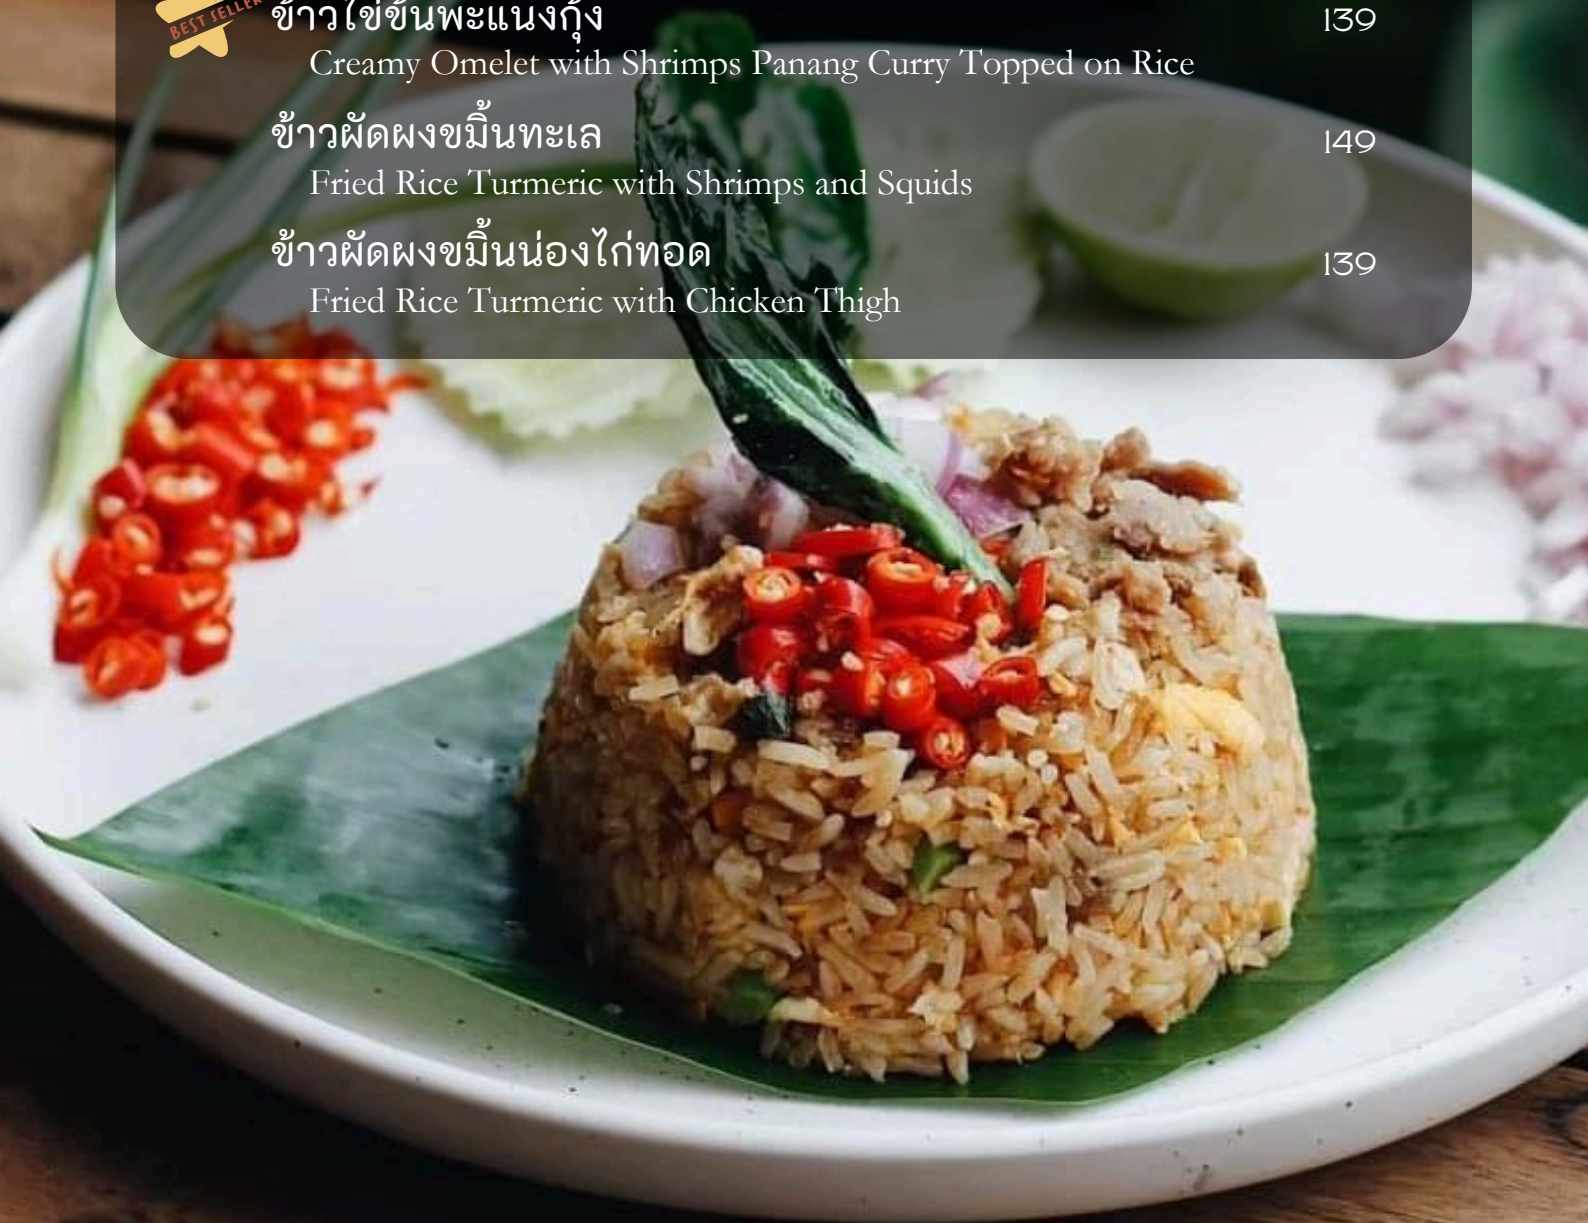 BEST SELLER
ข้าวไข่ข้นพะแนงกุ้ง 139
Creamy Omelet with Shrimps Panang Curry Topped on Rice
ข้าวผัดผงขมิ้นทะเล 149
Fried Rice Turmeric with Shrimps and Squids
ข้าวผัดผงขมิ้นน่องไก่ทอด 139
Fried Rice Turmeric with Chicken Thigh